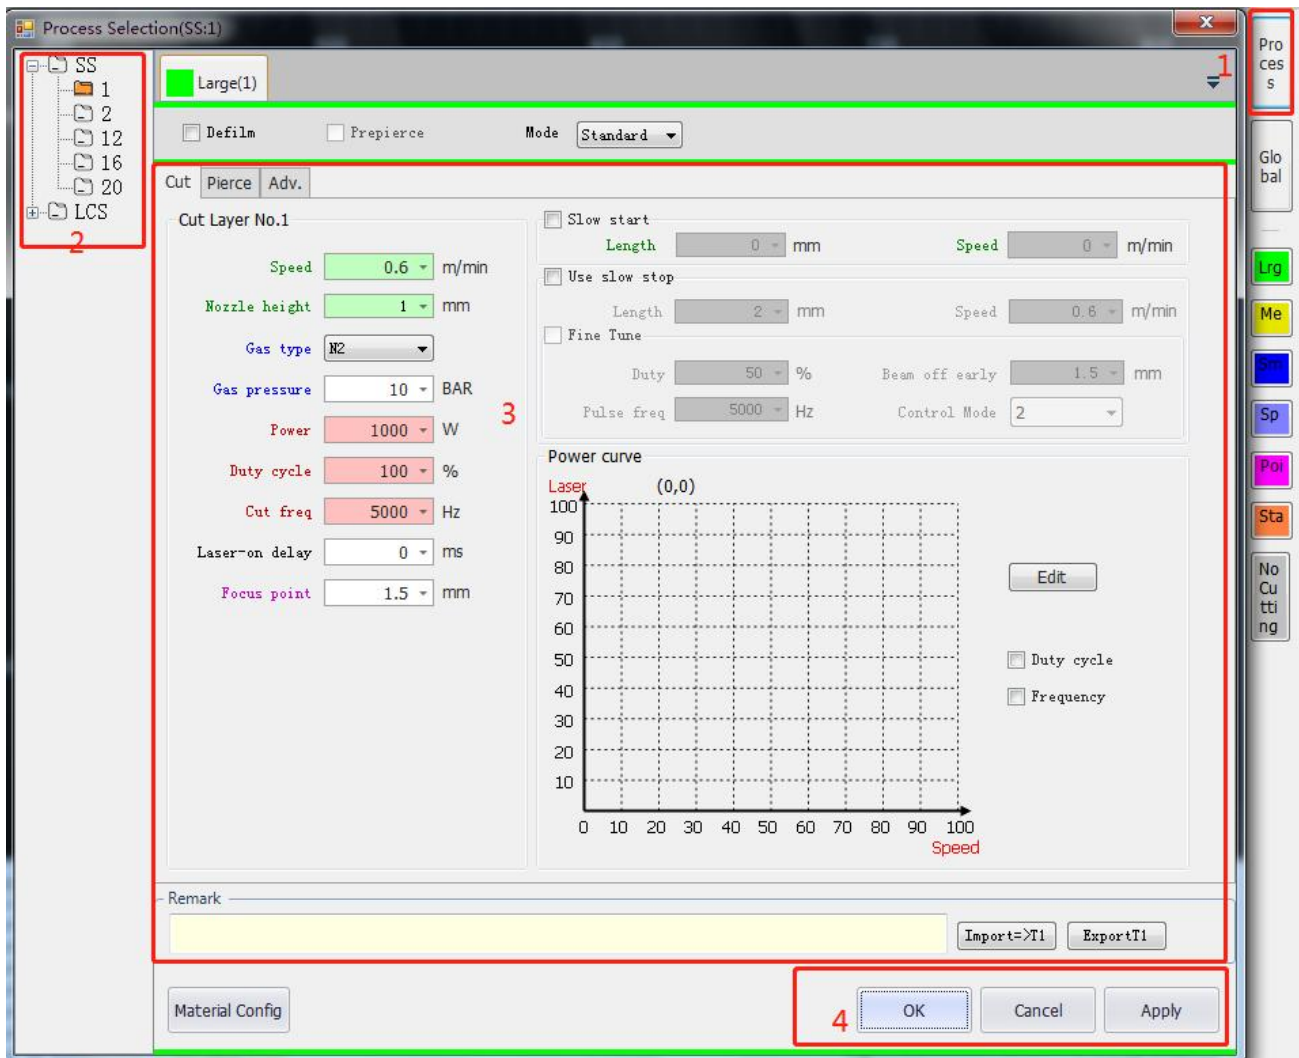 Process Selection(SS:1)
x
Pro
ces
s
1
SS
1
2
12
16
20
LCS
2
Large(1)
Defilm
Prepierce
Mode
Standard
Glo
bal
Cut
Pierce
Adv.
Cut Layer No.1
Speed 0.6 m/min
Nozzle height 1 mm
Gas type N2
Gas pressure 10 BAR
Power 1000 W
Duty cycle 100 %
Cut freq 5000 Hz
Laser-on delay 0 ms
Focus point 1.5 mm
3
Slow start
Length 0 mm Speed 0 m/min
Use slow stop
Length 2 mm Speed 0.6 m/min
Fine Tune
Duty 50 % Beam off early 1.5 mm
Pulse freq 5000 Hz Control Mode 2
Power curve
Laser (0,0)
100
90
80
70
60
50
40
30
20
10
0 10 20 30 40 50 60 70 80 90 100
Speed
Edit
Duty cycle
Frequency
Lrg
Me
Sm
Sp
Poi
Sta
No
Cu
tti
ng
Remark
Import=>T1
ExportT1
Material Config
4
OK
Cancel
Apply